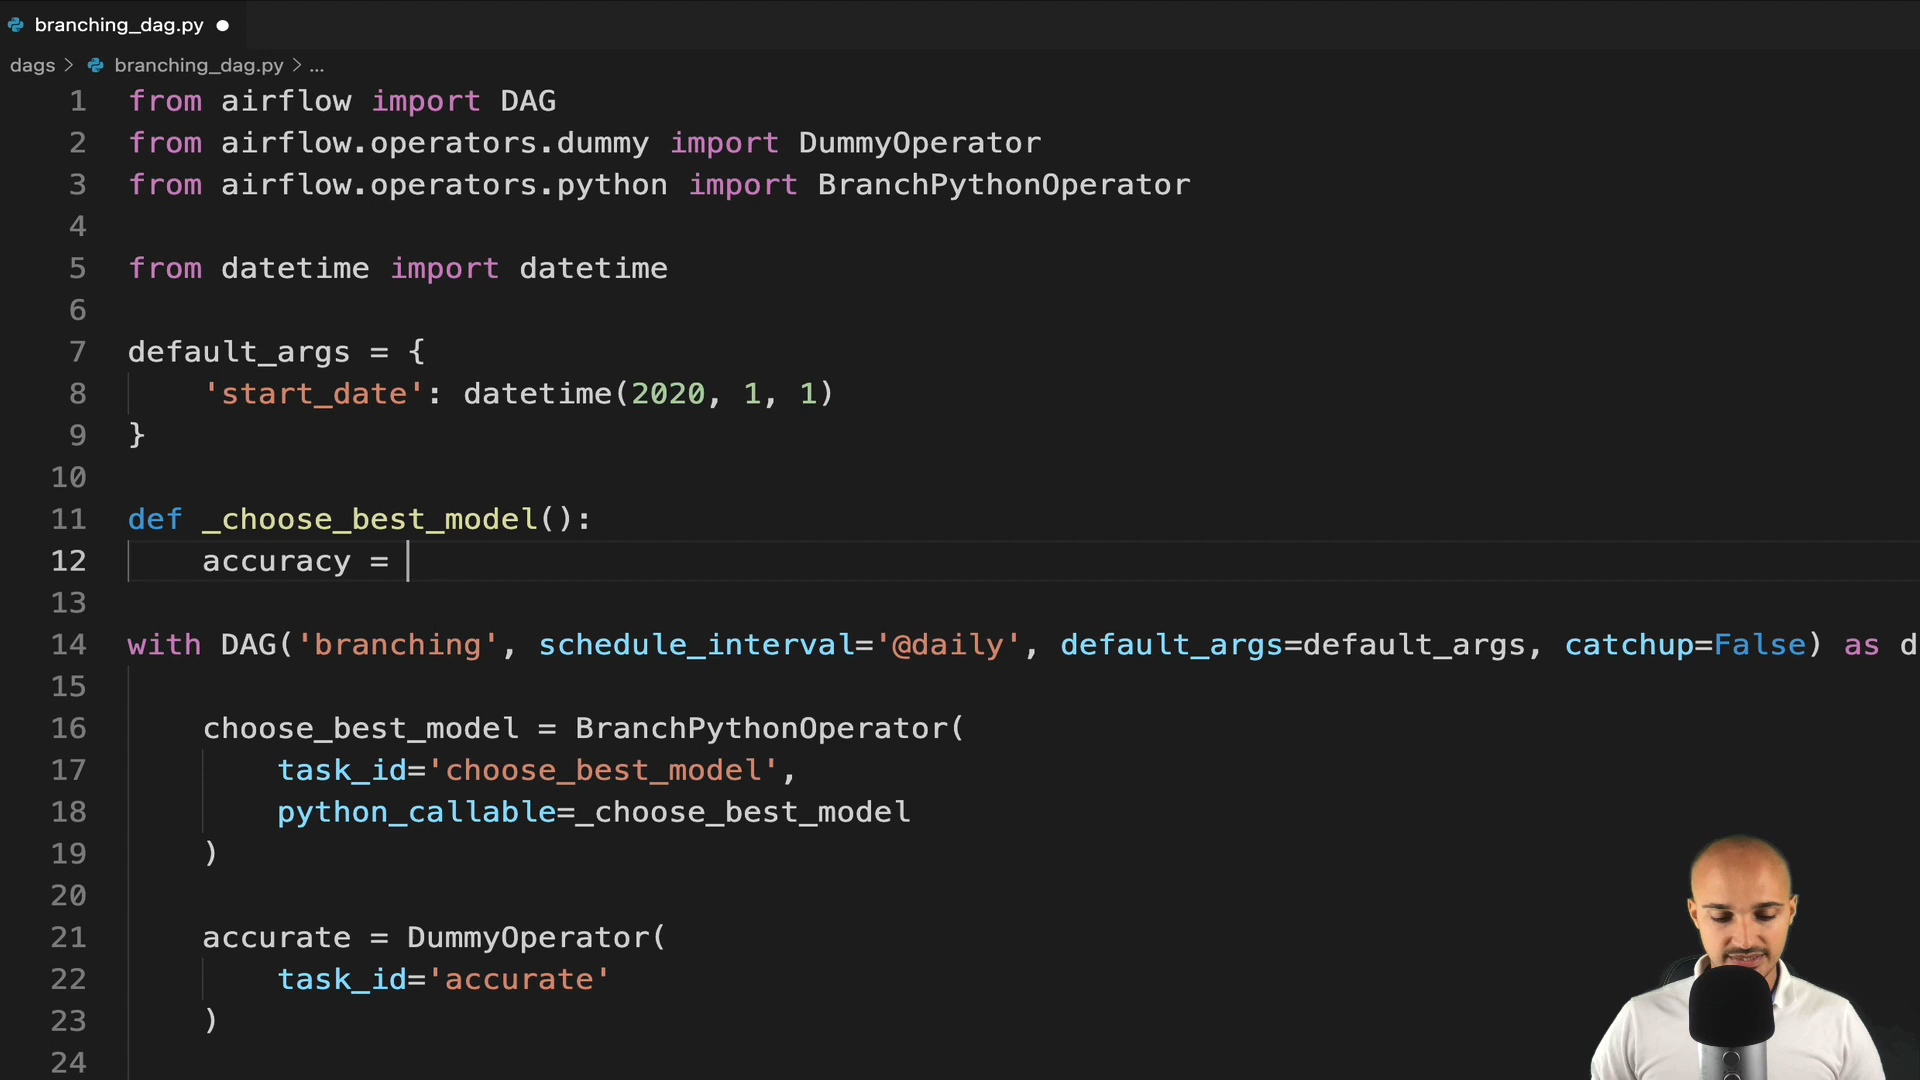 branching_dag.py
dags > branching_dag.py > ...
1 from airflow import DAG
2 from airflow.operators.dummy import DummyOperator
3 from airflow.operators.python import BranchPythonOperator
4
5 from datetime import datetime
6
7 default_args = {
8     'start_date': datetime(2020, 1, 1)
9 }
10
11 def _choose_best_model():
12     accuracy =
13
14 with DAG('branching', schedule_interval='@daily', default_args=default_args, catchup=False) as d
15
16     choose_best_model = BranchPythonOperator(
17         task_id='choose_best_model',
18         python_callable=_choose_best_model
19     )
20
21     accurate = DummyOperator(
22         task_id='accurate'
23     )
24